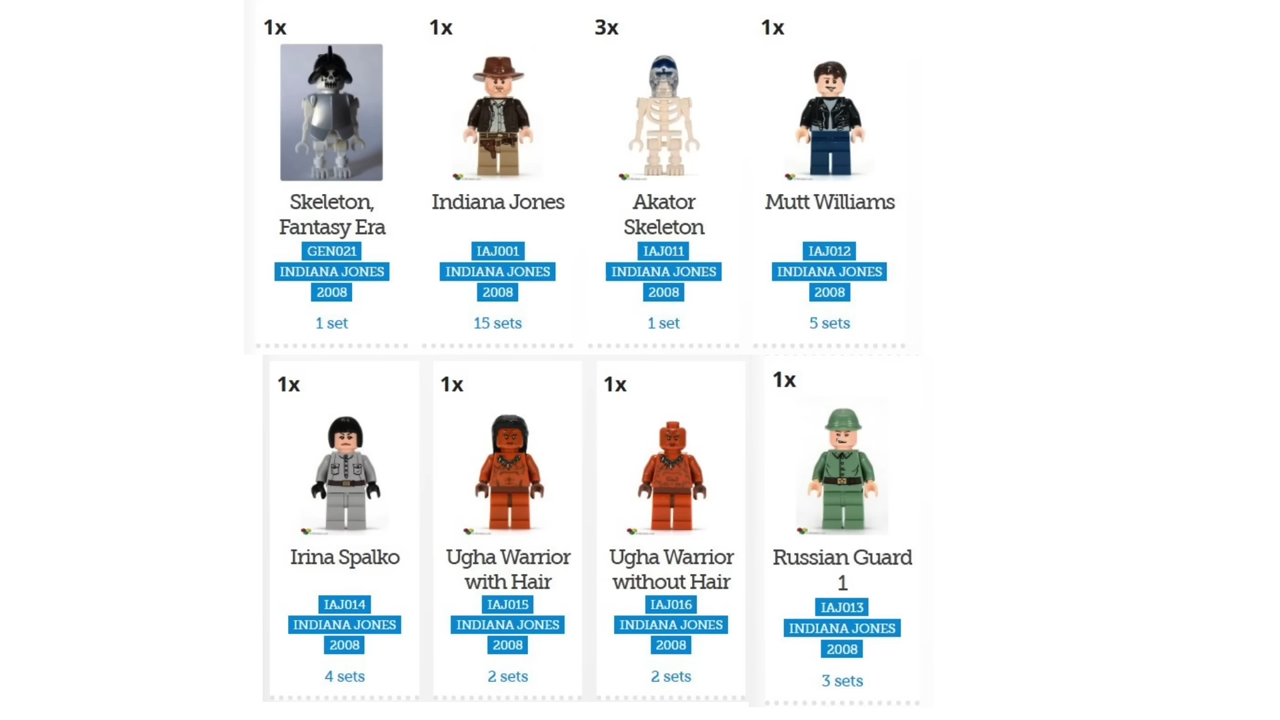 1x
1x
3x
1x
Skeleton,
Fantasy Era
GEN021
INDIANA JONES
2008
1 set
Indiana Jones
IAJ001
INDIANA JONES
2008
15 sets
Akator
Skeleton
IAJ011
INDIANA JONES
2008
1 set
Mutt Williams
IAJ012
INDIANA JONES
2008
5 sets
1x
1x
1x
1x
Irina Spalko
IAJ014
INDIANA JONES
2008
4 sets
Ugha Warrior
with Hair
IAJ015
INDIANA JONES
2008
2 sets
Ugha Warrior
without Hair
IAJ016
INDIANA JONES
2008
2 sets
Russian Guard
1
IAJ013
INDIANA JONES
2008
3 sets